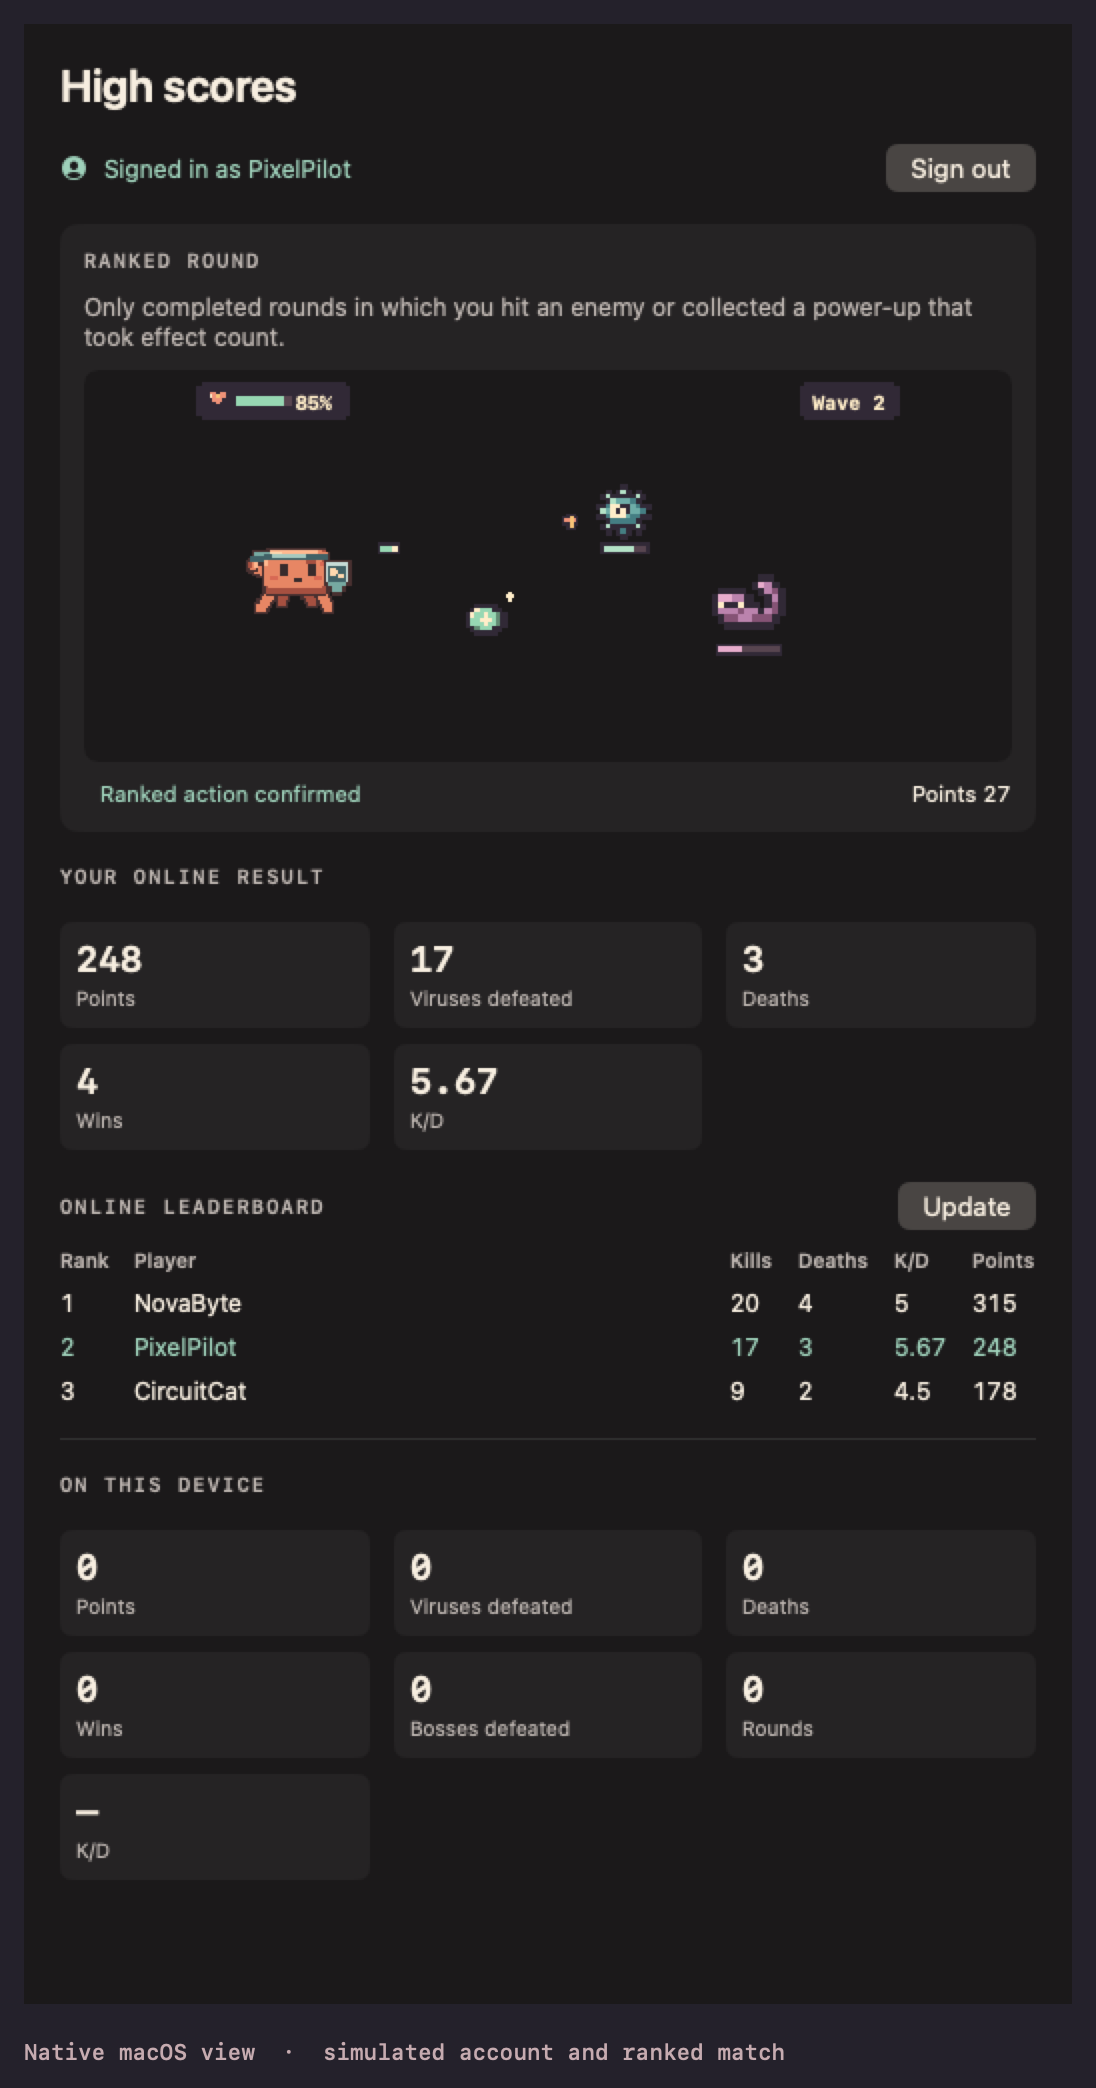 High scores
Signed in as PixelPilot
Sign out
RANKED ROUND
Only completed rounds in which you hit an enemy or collected a power-up that
took effect count.
85%
Wave 2
Ranked action confirmed
Points 27
YOUR ONLINE RESULT
248
Points
17
Viruses defeated
3
Deaths
4
Wins
5.67
K/D
ONLINE LEADERBOARD
Update
Rank Player Kills Deaths K/D Points
1 NovaByte 20 4 5 315
2 PixelPilot 17 3 5.67 248
3 CircuitCat 9 2 4.5 178
ON THIS DEVICE
0
Points
0
Viruses defeated
0
Deaths
0
Wins
0
Bosses defeated
0
Rounds
—
K/D
Native macOS view · simulated account and ranked match